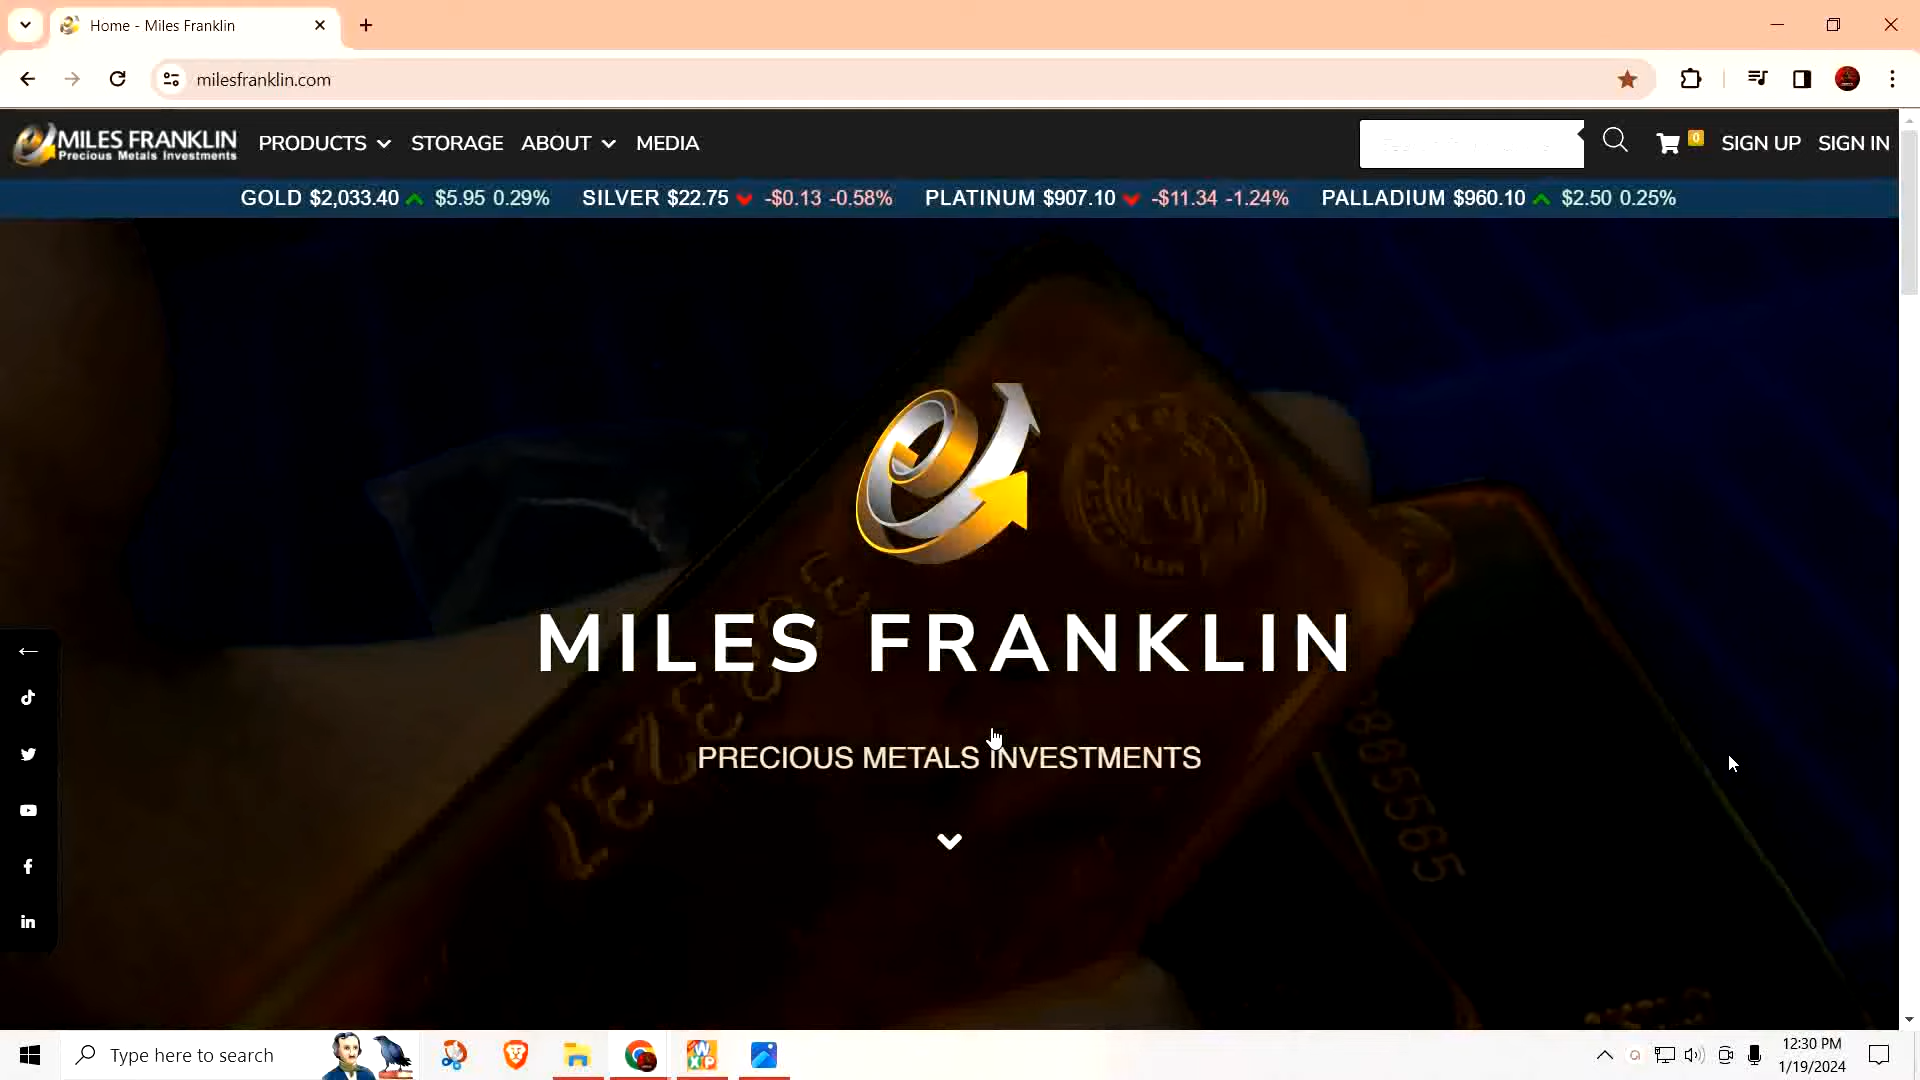 Home - Miles Franklin
milesfranklin.com
MILES FRANKLIN
Precious Metals Investments
PRODUCTS
STORAGE
ABOUT
MEDIA
0
SIGN UP
SIGN IN
GOLD $2,033.40 $5.95 0.29%
SILVER $22.75 -$0.13 -0.58%
PLATINUM $907.10 -$11.34 -1.24%
PALLADIUM $960.10 $2.50 0.25%
MILES FRANKLIN
PRECIOUS METALS INVESTMENTS
Type here to search
12:30 PM
1/19/2024